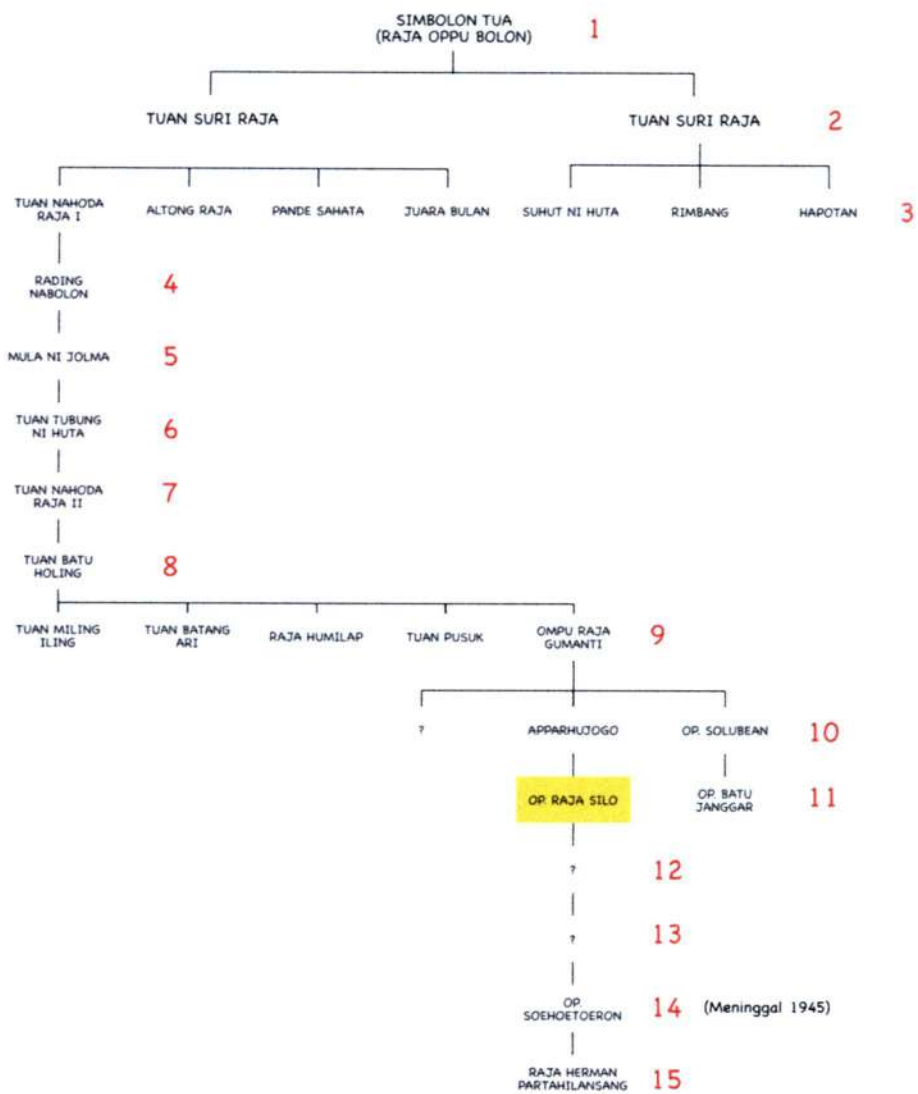 SIMBOLON TUA
(RAJA OPPU BOLON)
1
TUAN SURI RAJA
TUAN SURI RAJA
2
TUAN NAHODA
RAJA I
ALTONG RAJA
PANDE SAHATA
JUARA BULAN
SUHUT NI HUTA
RIMBANG
HAPOTAN
3
RADING
NABOLON
4
MULA NI JOLMA
5
TUAN TUBUNG
NI HUTA
6
TUAN NAHODA
RAJA II
7
TUAN BATU
HOLING
8
TUAN MILING
ILING
TUAN BATANG
ARI
RAJA HUMILAP
TUAN PUSUK
OMPU RAJA
GUMANTI
9
?
APPARHUJOGO
OP. SOLUBEAN
10
OP. RAJA SILO
OP. BATU
JANGGAR
11
?
12
?
13
OP.
SOEHOETOERON
14
(Meninggal 1945)
RAJA HERMAN
PARTAHILANSANG
15